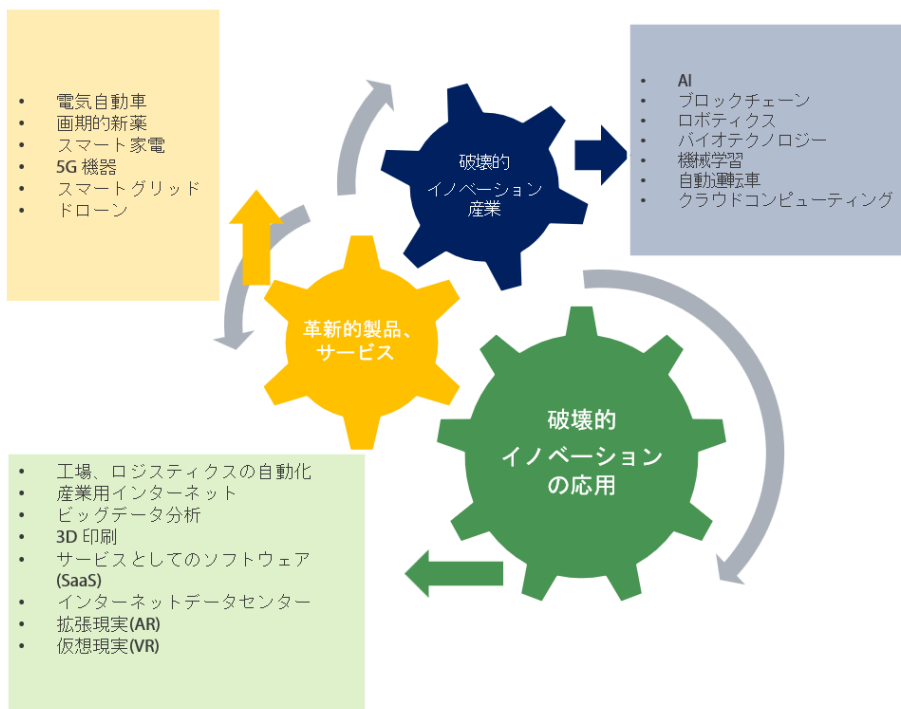 電気自動車
画期的新薬
スマート家電
5G 機器
スマートグリッド
ドローン
破壊的
イノベーション
産業
AI
ブロックチェーン
ロボティクス
バイオテクノロジー
機械学習
自動運転車
クラウドコンピューティング
革新的製品、
サービス
破壊的
イノベーション
の応用
工場、ロジスティクスの自動化
産業用インターネット
ビッグデータ分析
3D 印刷
サービスとしてのソフトウェア
(SaaS)
インターネットデータセンター
拡張現実(AR)
仮想現実(VR)